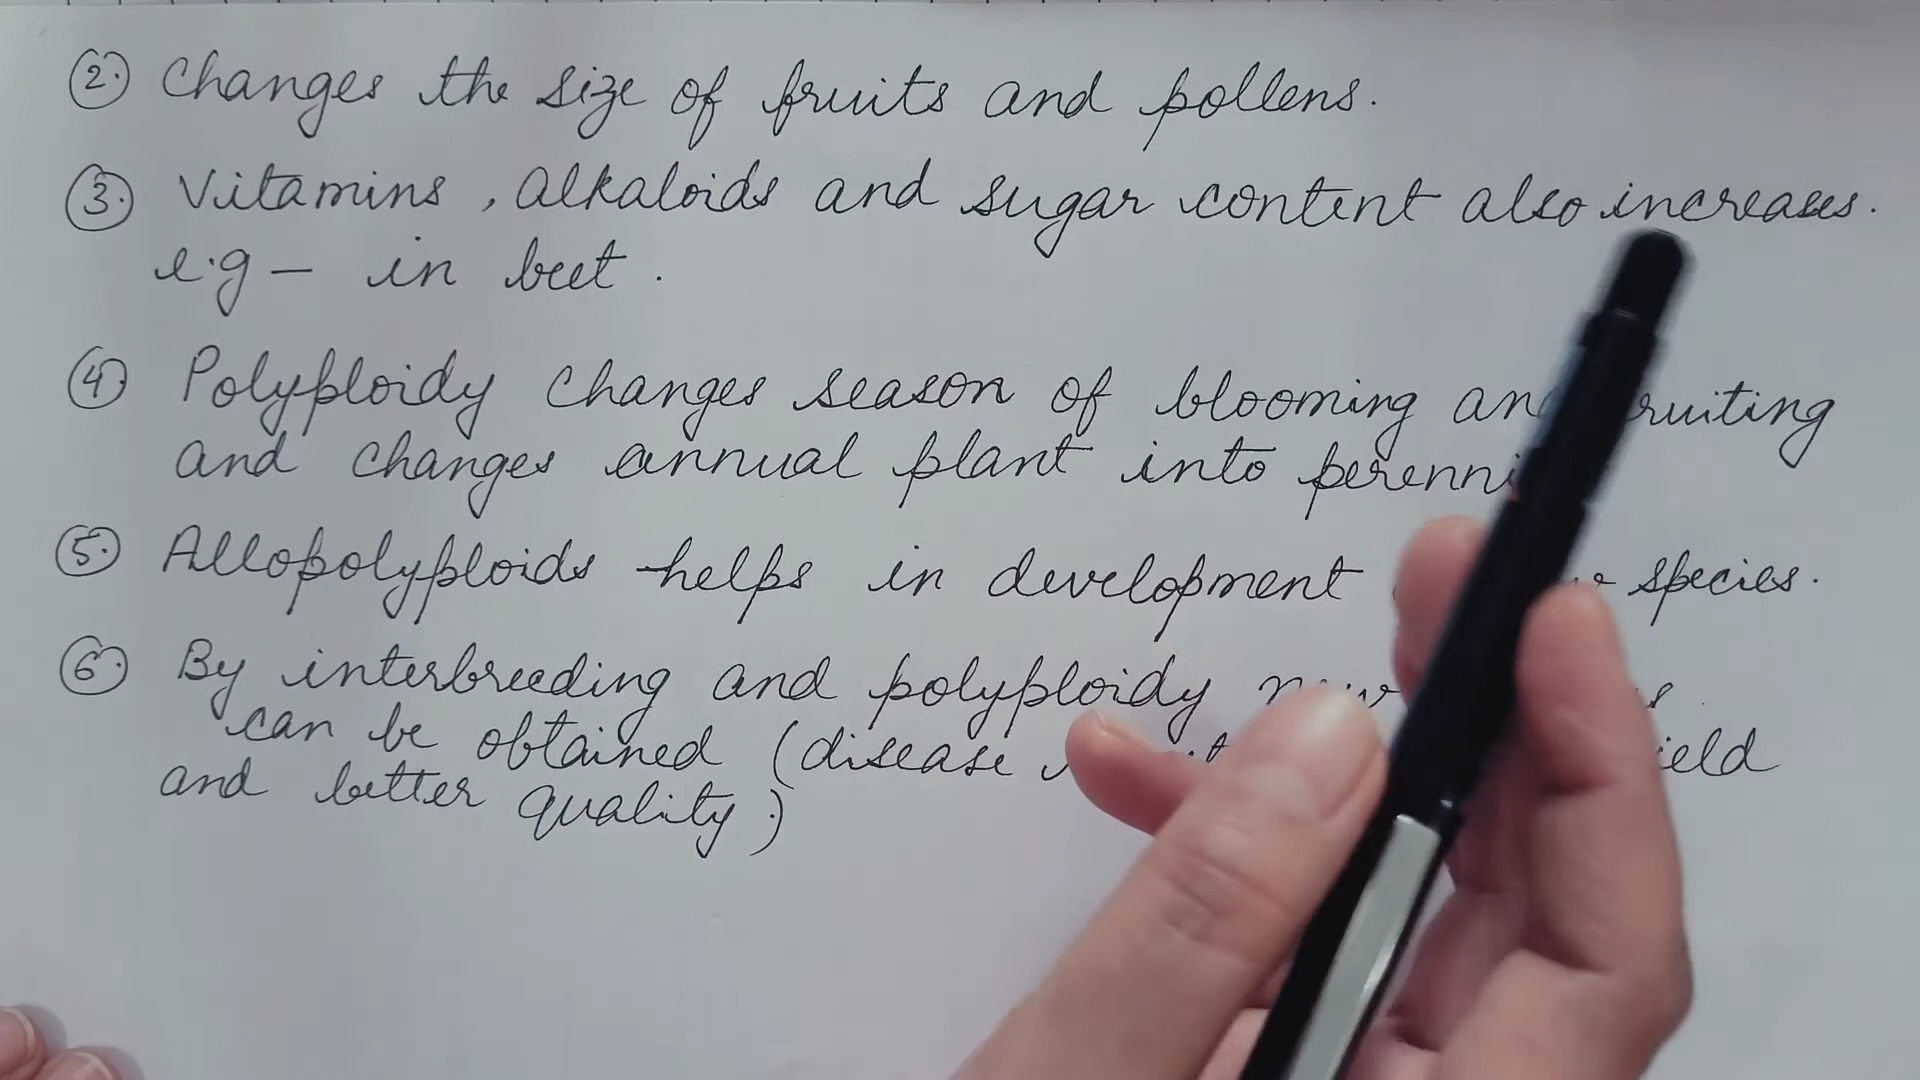 2. Changes the size of fruits and pollens.
3. Vitamins, Alkaloids and sugar content also increases.
e.g - in beet.
4. Polyploidy changes season of blooming and fruiting
and changes annual plant into
5. Allopolyploids helps in development species.
6. By interbreeding and polyploidy new
can be obtained (disease
and better quality.)